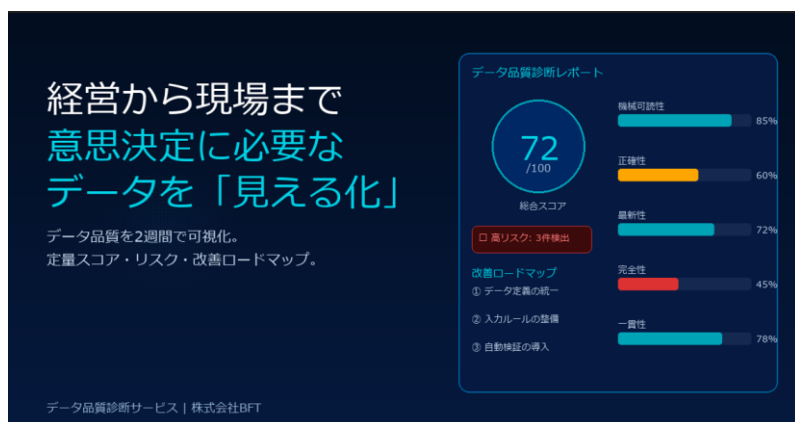 経営から現場まで
意思決定に必要な
データを「見える化」
データ品質を2週間で可視化。
定量スコア・リスク・改善ロードマップ。
データ品質診断サービス | 株式会社BFT
データ品質診断レポート
72
/100
総合スコア
□ 高リスク: 3件検出
改善ロードマップ
① データ定義の統一
② 入力ルールの整備
③ 自動検証の導入
機械可読性
85%
正確性
60%
最新性
72%
完全性
45%
一貫性
78%